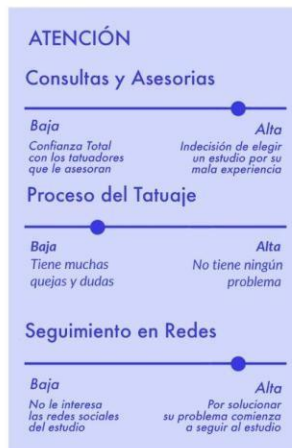 ATENCIÓN
Consultas y Asesorias
Baja
Alta
Confianza Total
con los tatuadores
que le asesoran
Indecisión de elegir
un estudio por su
mala experiencia
Proceso del Tatuaje
Baja
Alta
Tiene muchas
quejas y dudas
No tiene ningún
problema
Seguimiento en Redes
Baja
Alta
No le interesa
las redes sociales
del estudio
Por solucionar
su problema comienza
a seguir al estudio